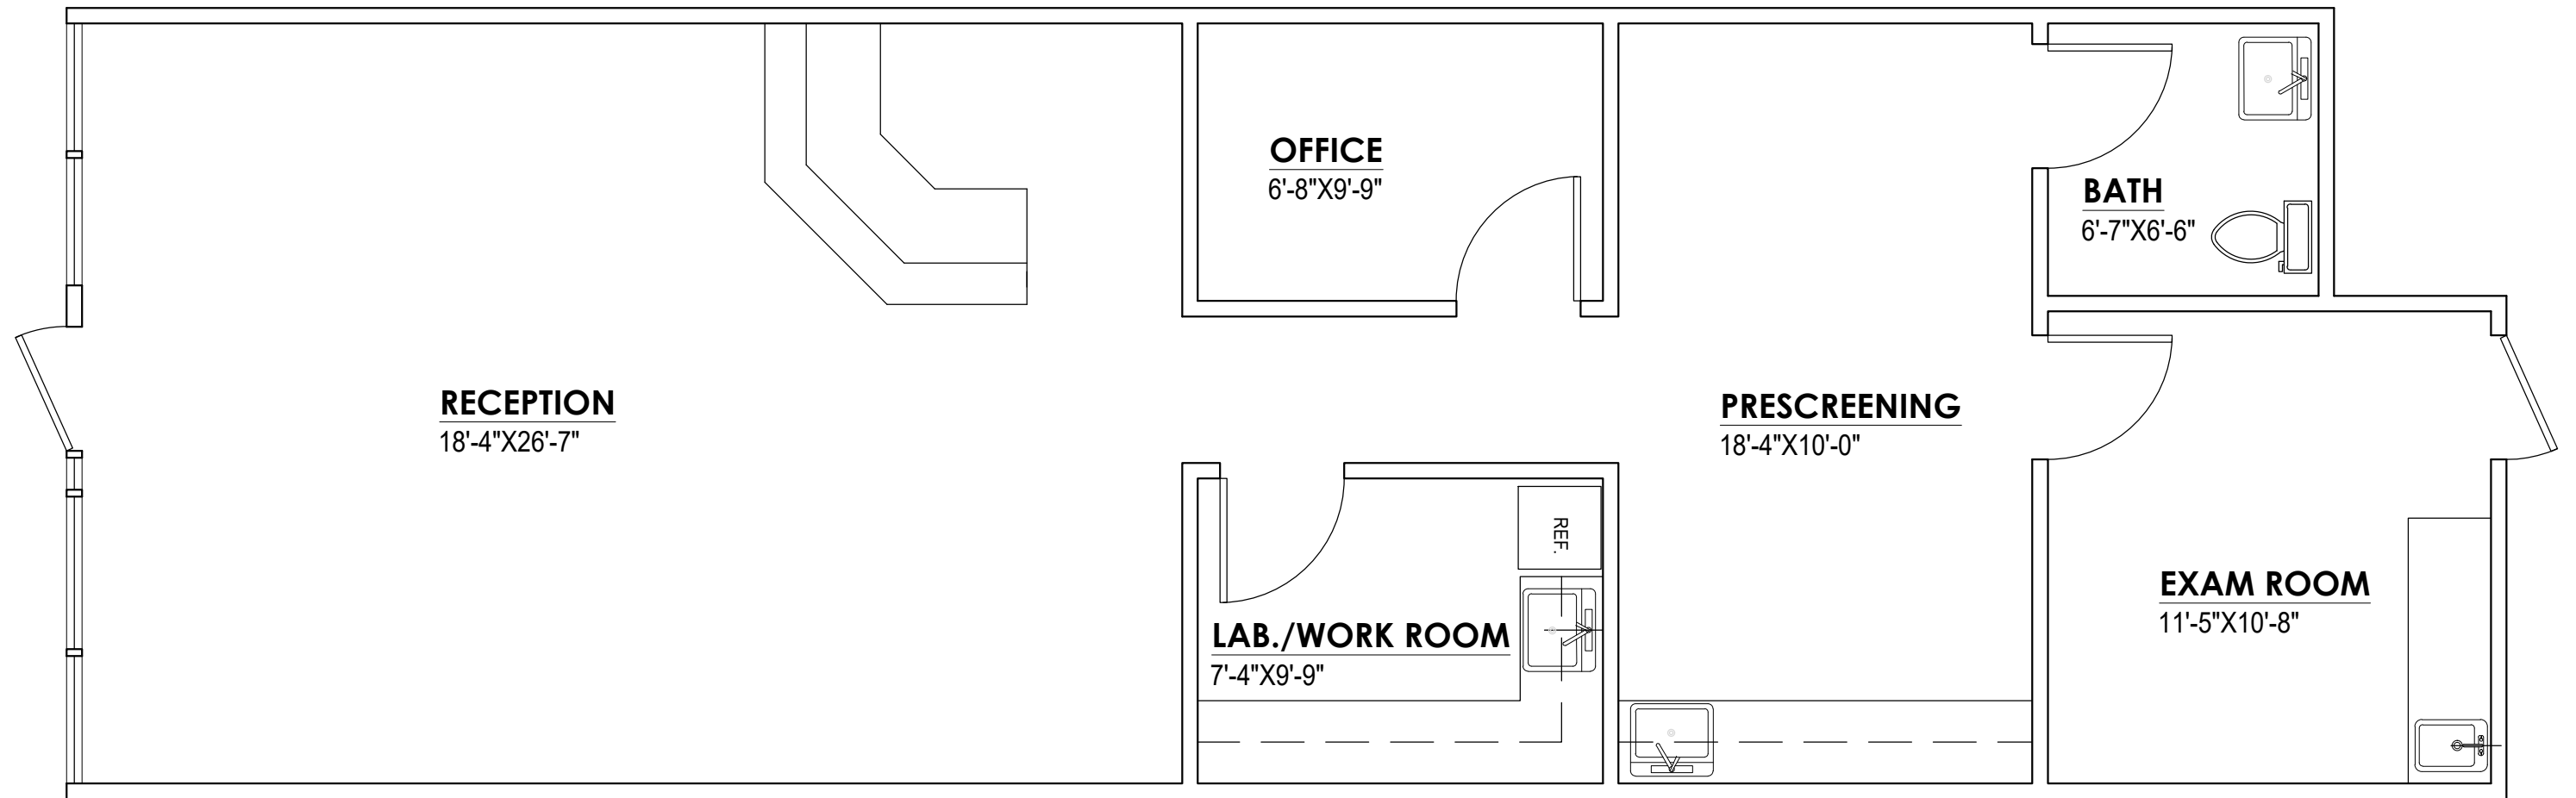 OFFICE
6'-8"X9'-9"
BATH
6'-7"X6'-6"
RECEPTION
18'-4"X26'-7"
PRESCREENING
18'-4"X10'-0"
REF.
LAB./WORK ROOM
7'-4"X9'-9"
EXAM ROOM
11'-5"X10'-8"